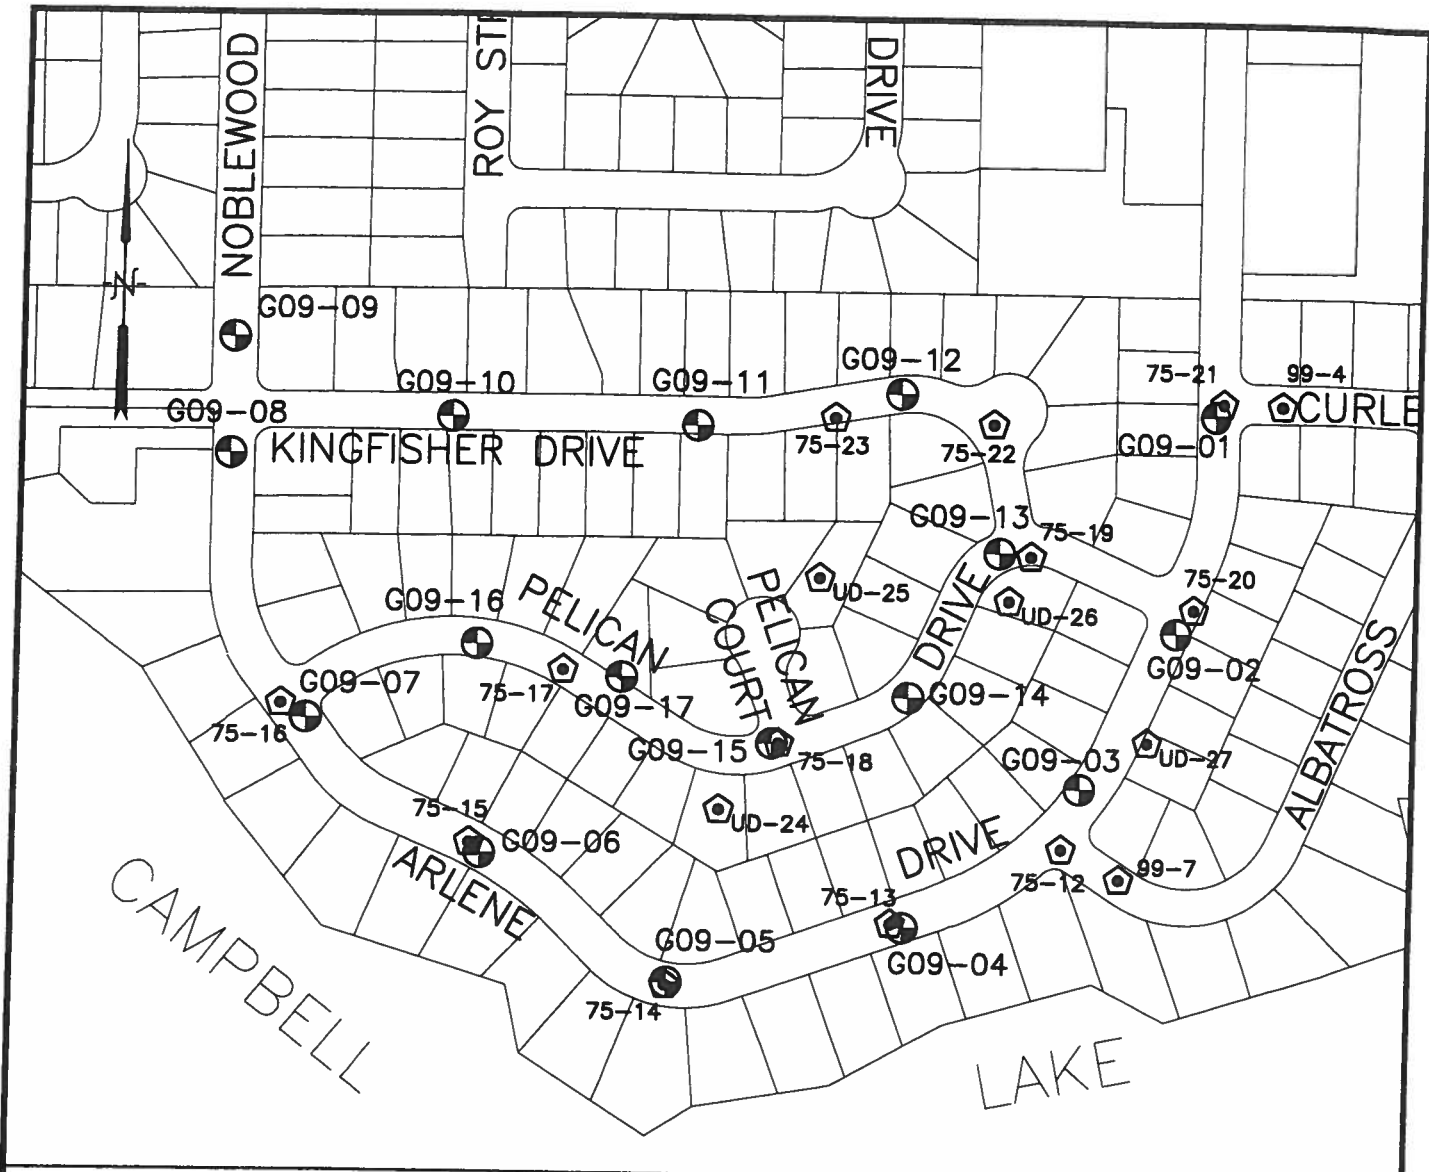 NOBLEWOOD
ROY STR
DRIVE
N
G09-09
G09-12
G09-10
G09-11
75-21
99-4
G09-08
CURLE
KINGFISHER DRIVE
75-23
75-22
G09-01
G09-13
75-19
UD-25
75-20
G09-16
PELICAN
PELICAN
COURT
DRIVE
UD-26
G09-02
G09-07
75-17
G09-17
G09-14
75-16
G09-15
75-18
G09-03
UD-27
ALBATROSS
75-15
UD-24
G09-06
DRIVE
ARLENE
75-12
99-7
75-13
G09-05
G09-04
75-14
CAMPBELL
LAKE